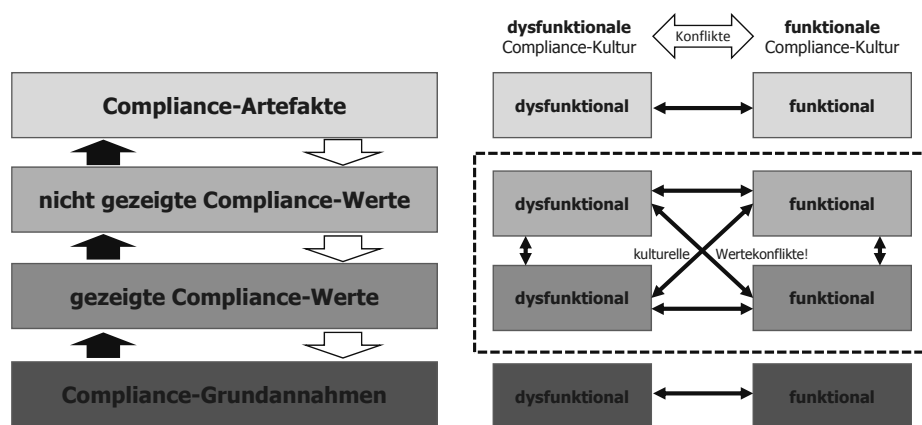 dysfunktionale Konflikte funktionale
Compliance-Kultur Compliance-Kultur
Compliance-Artefakte
dysfunktional funktional
nicht gezeigte Compliance-Werte
dysfunktional funktional
kulturelle Wertekonflikte!
gezeigte Compliance-Werte
dysfunktional funktional
Compliance-Grundannahmen
dysfunktional funktional